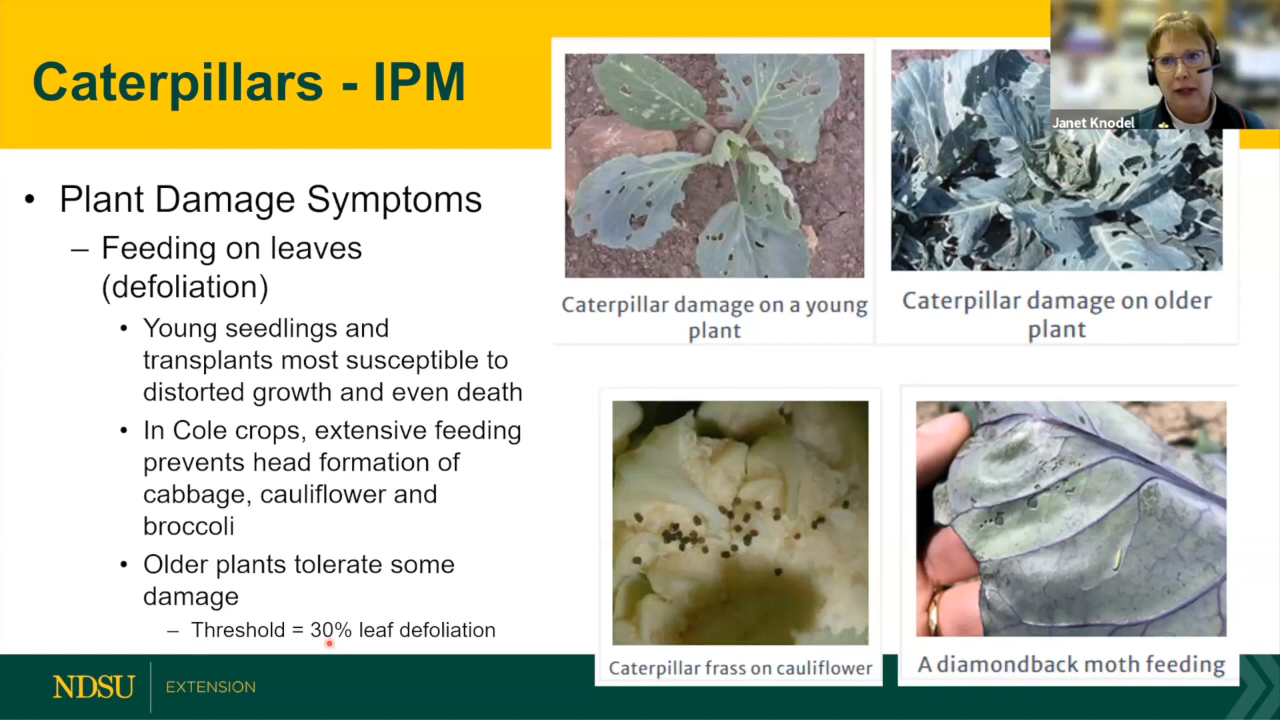 Caterpillars - IPM
Janet Knodel
• Plant Damage Symptoms
– Feeding on leaves
(defoliation)
• Young seedlings and
transplants most susceptible to
distorted growth and even death
• In Cole crops, extensive feeding
prevents head formation of
cabbage, cauliflower and
broccoli
• Older plants tolerate some
damage
– Threshold = 30% leaf defoliation
Caterpillar damage on a young
plant
Caterpillar damage on older
plant
Caterpillar frass on cauliflower
A diamondback moth feeding
NDSU
EXTENSION